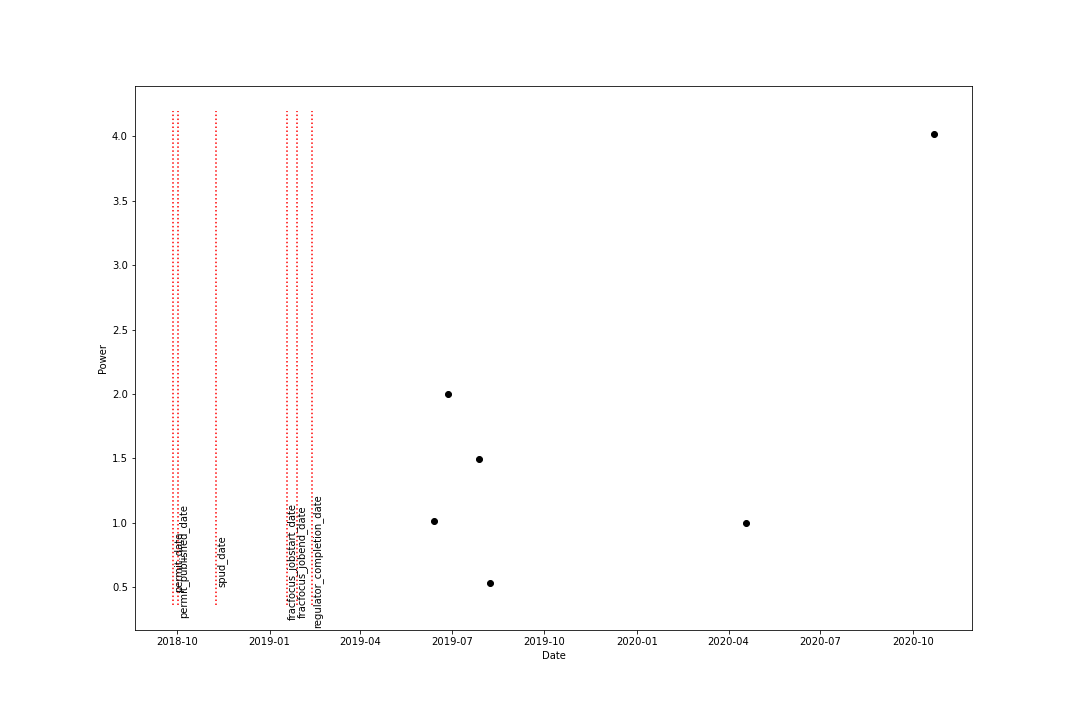 4.0
3.5
3.0
2.5
2.0
1.5
1.0
0.5
Power
permit_date
permit_published_date
spud_date
fracfocus_jobstart_date
fracfocus_jobend_date
regulator_completion_date
2018-10
2019-01
2019-04
2019-07
2019-10
2020-01
2020-04
2020-07
2020-10
Date